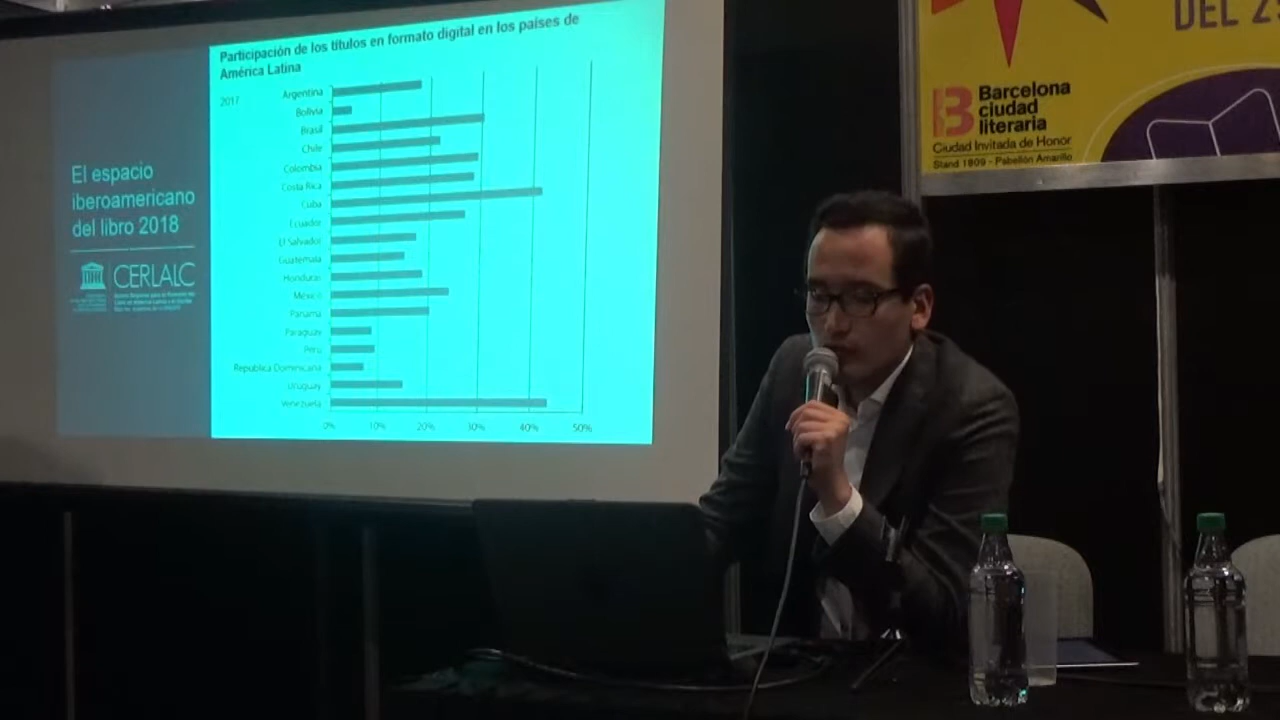 Participación de los títulos en formato digital en los países de
América Latina
2017
Argentina
Bolivia
Brasil
Chile
Colombia
Costa Rica
Cuba
Ecuador
El Salvador
Guatemala
Honduras
México
Panamá
Paraguay
Perú
República Dominicana
Uruguay
Venezuela
0% 10% 20% 30% 40% 50%
El espacio
iberoamericano
del libro 2018
CERLALC
DEL
Barcelona
ciudad
literaria
Ciudad Invitada de Honor
Stand 1809 - Pabellón Amarillo